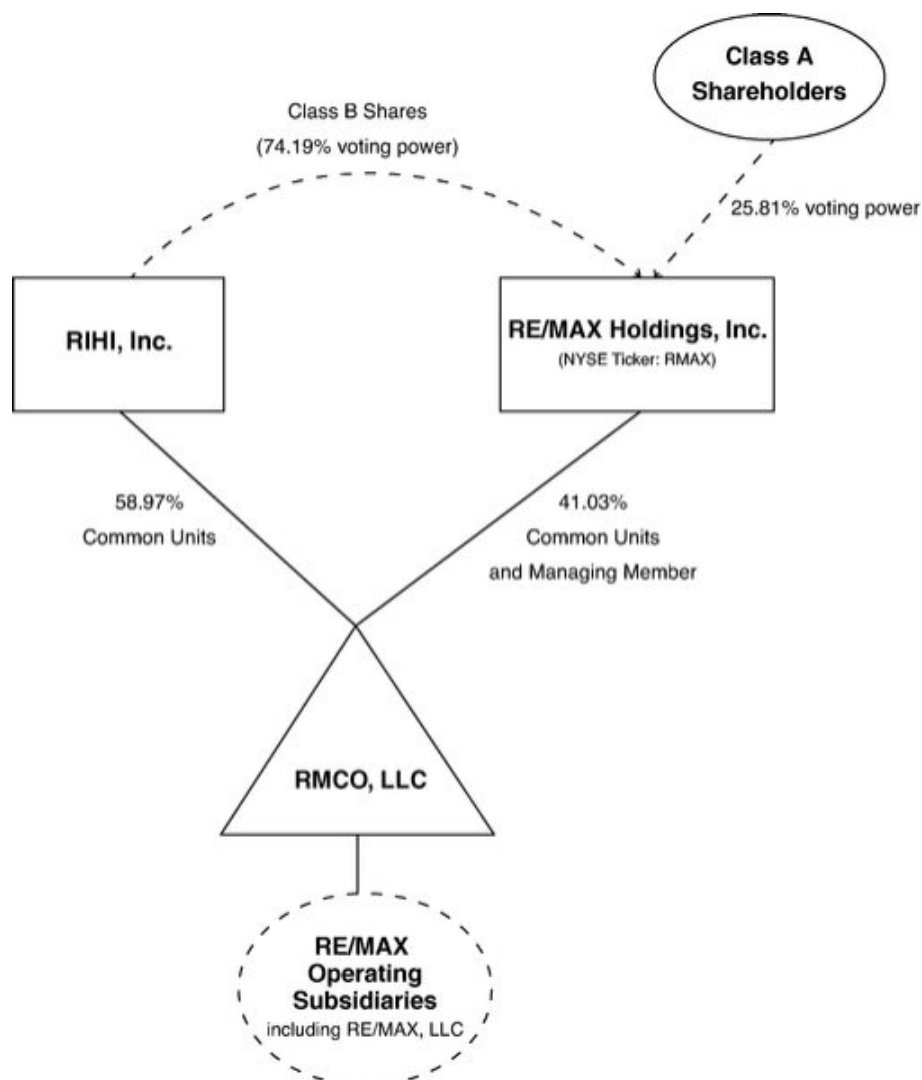 Class A
Shareholders
Class B Shares
(74.19% voting power)
25.81% voting power
RIHI, Inc.
RE/MAX Holdings, Inc.
(NYSE Ticker: RMAX)
58.97%
Common Units
41.03%
Common Units
and Managing Member
RMCO, LLC
RE/MAX
Operating
Subsidiaries
including RE/MAX, LLC